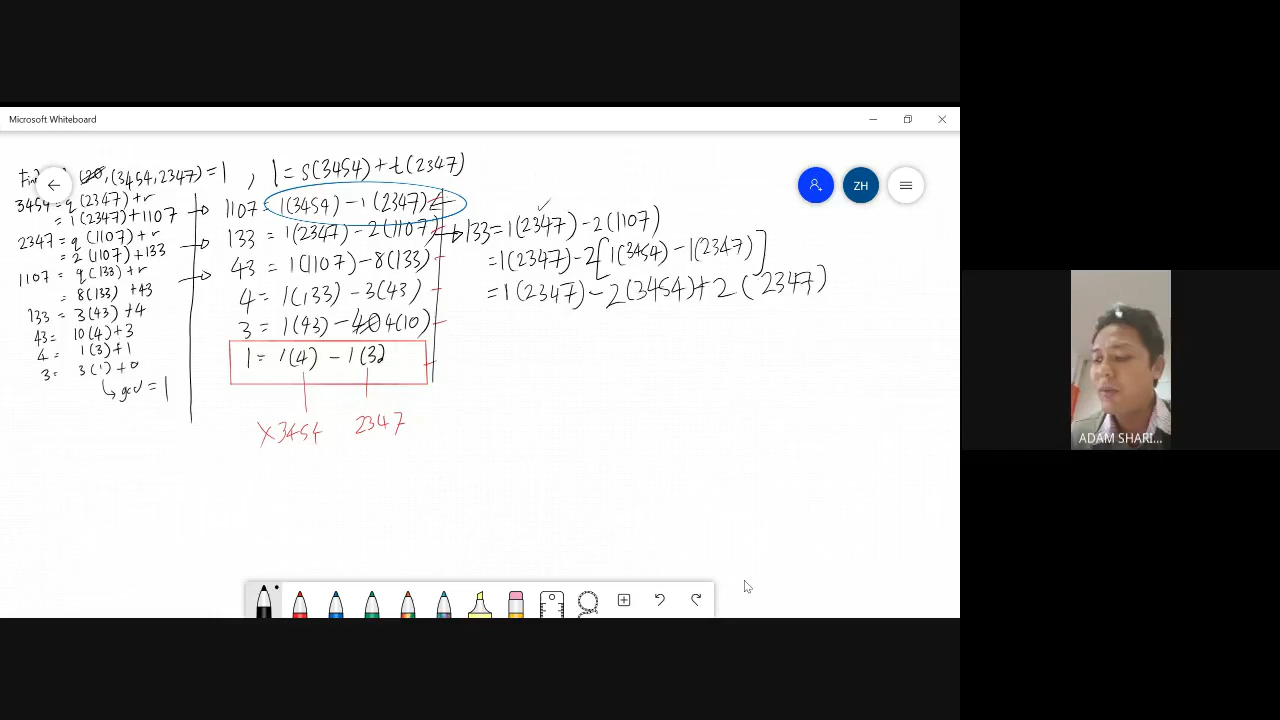 Microsoft Whiteboard
(3454,2347) = 1 , 1 = s(3454) + t(2347)
3454 = q(2347) + r
= 1(2347) + 1107
2347 = q(1107) + r
= 2(1107) + 133
1107 = q(133) + r
= 8(133) + 43
133 = 3(43) + 4
43 = 10(4) + 3
4 = 1(3) + 1
3 = 3(1) + 0
↳ gcd = 1
1107 = 1(3454) - 1(2347)
133 = 1(2347) - 2(1107)
43 = 1(107) - 8(133)
4 = 1(133) - 3(43)
3 = 1(43) - 4(10)
1 = 1(4) - 1(3)
X3454 2347
133 = 1(2347) - 2(1107)
= 1(2347) - 2[1(3454) - 1(2347)]
= 1(2347) - 2(3454) + 2(2347)
ZH
ADAM SHARI...